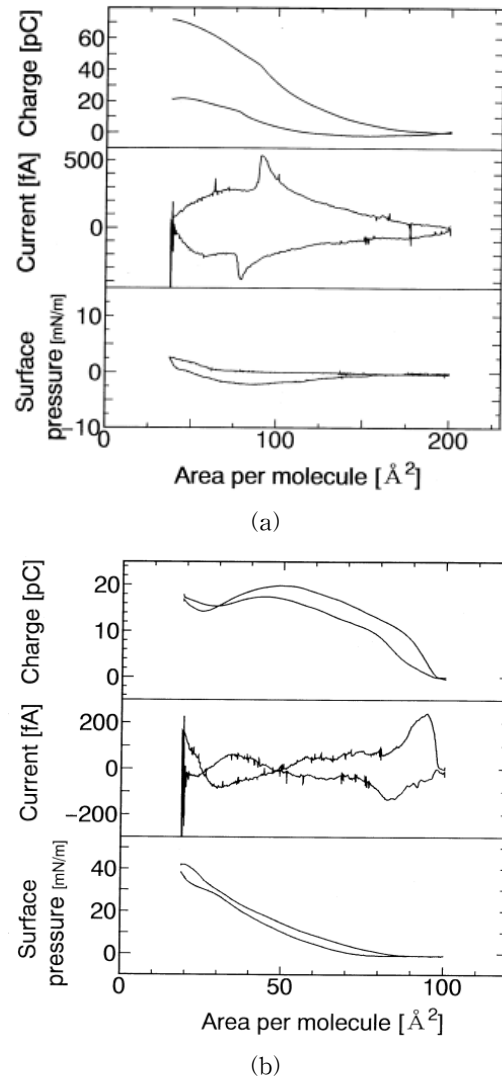 Charge [pC]
60
40
20
0
Current [fA]
500
0
Surface
pressure [mN/m]
10
0
−10
0
100
200
Area per molecule [Å²]
(a)
Charge [pC]
20
10
0
Current [fA]
200
0
−200
Surface
pressure [mN/m]
40
20
0
0
50
100
Area per molecule [Å²]
(b)